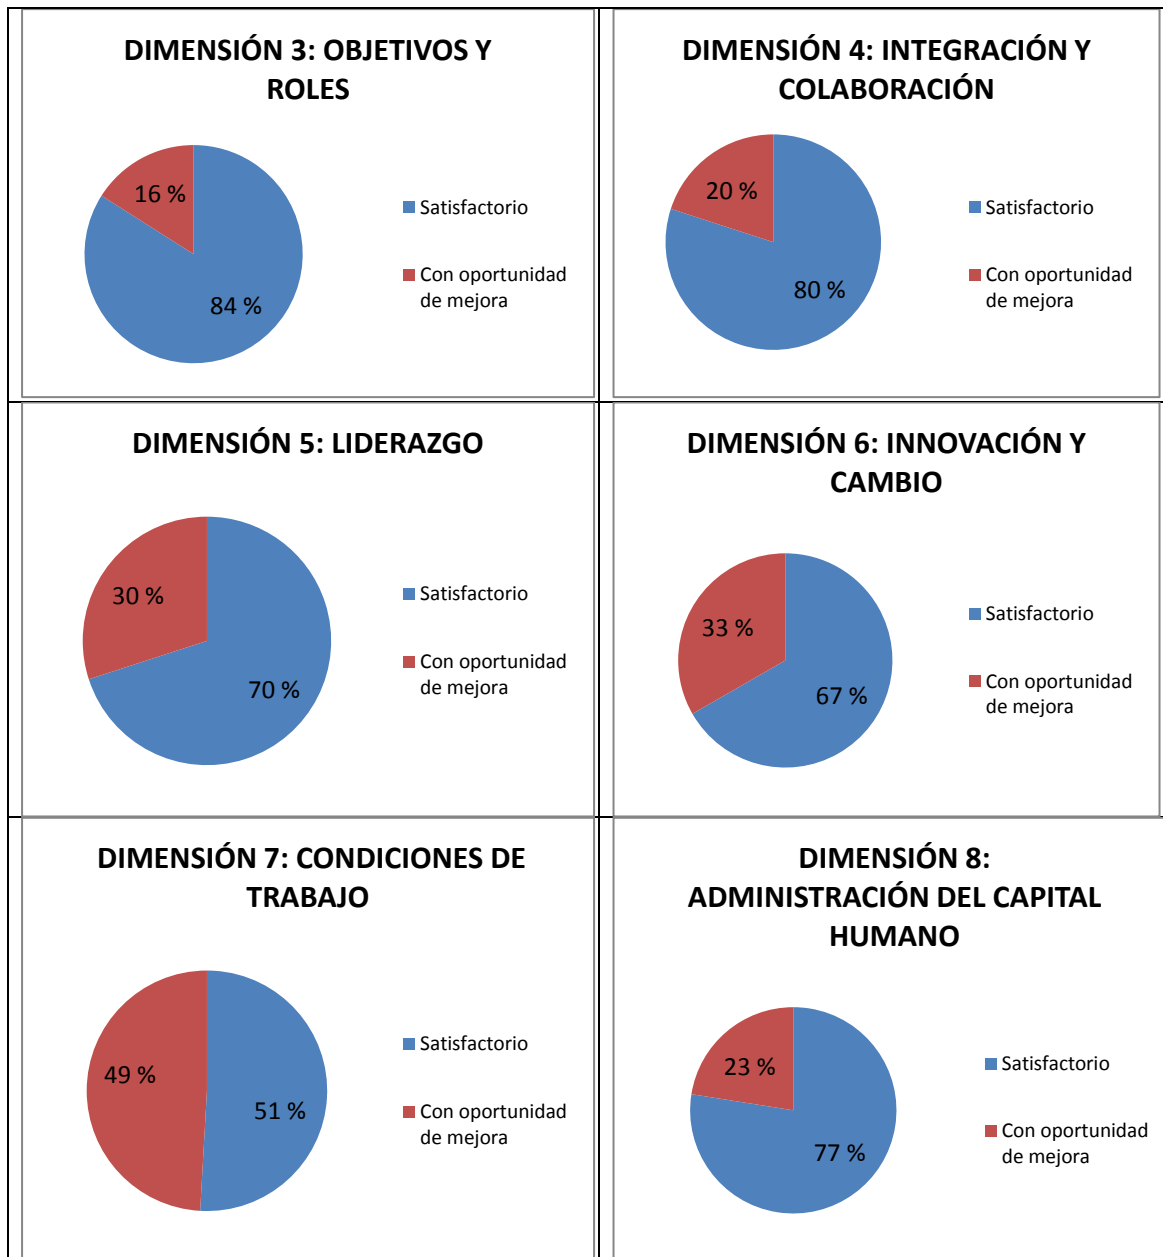 DIMENSIÓN 3: OBJETIVOS Y
ROLES
16 %
84 %
Satisfactorio
Con oportunidad
de mejora
DIMENSIÓN 4: INTEGRACIÓN Y
COLABORACIÓN
20 %
80 %
Satisfactorio
Con oportunidad
de mejora
DIMENSIÓN 5: LIDERAZGO
30 %
70 %
Satisfactorio
Con oportunidad
de mejora
DIMENSIÓN 6: INNOVACIÓN Y
CAMBIO
33 %
67 %
Satisfactorio
Con oportunidad
de mejora
DIMENSIÓN 7: CONDICIONES DE
TRABAJO
49 %
51 %
Satisfactorio
Con oportunidad
de mejora
DIMENSIÓN 8:
ADMINISTRACIÓN DEL CAPITAL
HUMANO
23 %
77 %
Satisfactorio
Con oportunidad
de mejora